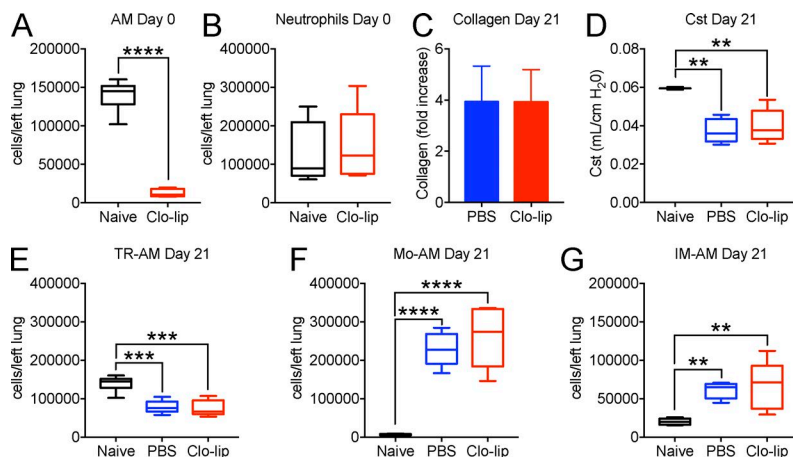 A
AM Day 0
cells/left lung
200000
150000
100000
50000
0
****
Naive
Clo-lip
B
Neutrophils Day 0
cells/left lung
400000
300000
200000
100000
0
Naive
Clo-lip
C
Collagen Day 21
Collagen (fold increase)
6
4
2
0
PBS
Clo-lip
D
Cst Day 21
Cst (mL/cm H20)
0.08
0.06
0.04
0.02
0.00
**
**
Naive
PBS
Clo-lip
E
TR-AM Day 21
cells/left lung
400000
300000
200000
100000
0
***
***
Naive
PBS
Clo-lip
F
Mo-AM Day 21
cells/left lung
400000
300000
200000
100000
0
****
****
Naive
PBS
Clo-lip
G
IM-AM Day 21
cells/left lung
200000
150000
100000
50000
0
**
**
Naive
PBS
Clo-lip